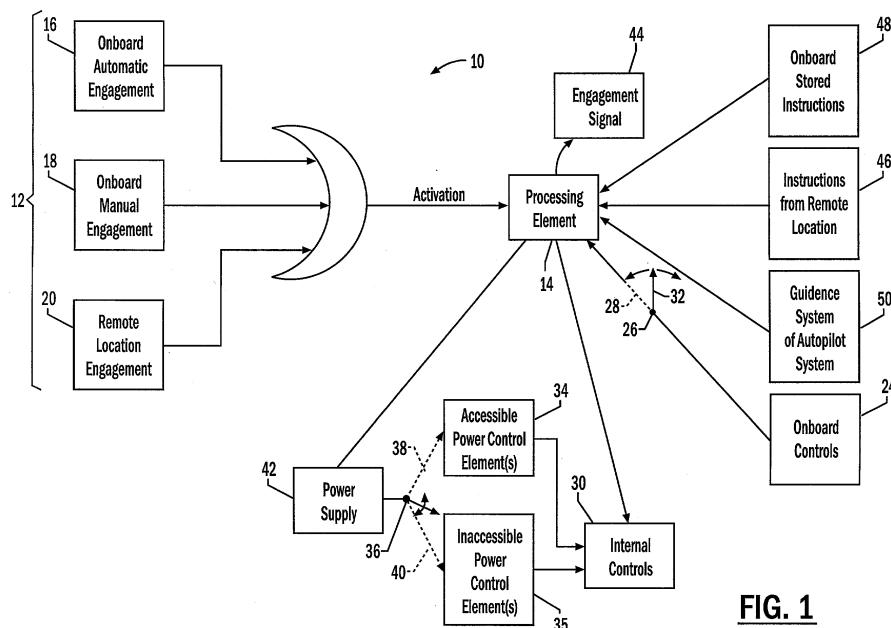 16
Onboard
Automatic
Engagement
18
Onboard
Manual
Engagement
12
20
Remote
Location
Engagement
10
44
Engagement
Signal
Activation
Processing
Element
14
48
Onboard
Stored
Instructions
46
Instructions
from Remote
Location
28
32
26
Guidence
System
of Autopilot
System
50
24
Onboard
Controls
34
Accessible
Power Control
Element(s)
38
42
Power
Supply
36
40
Inaccessible
Power
Control
Element(s)
35
30
Internal
Controls
FIG. 1